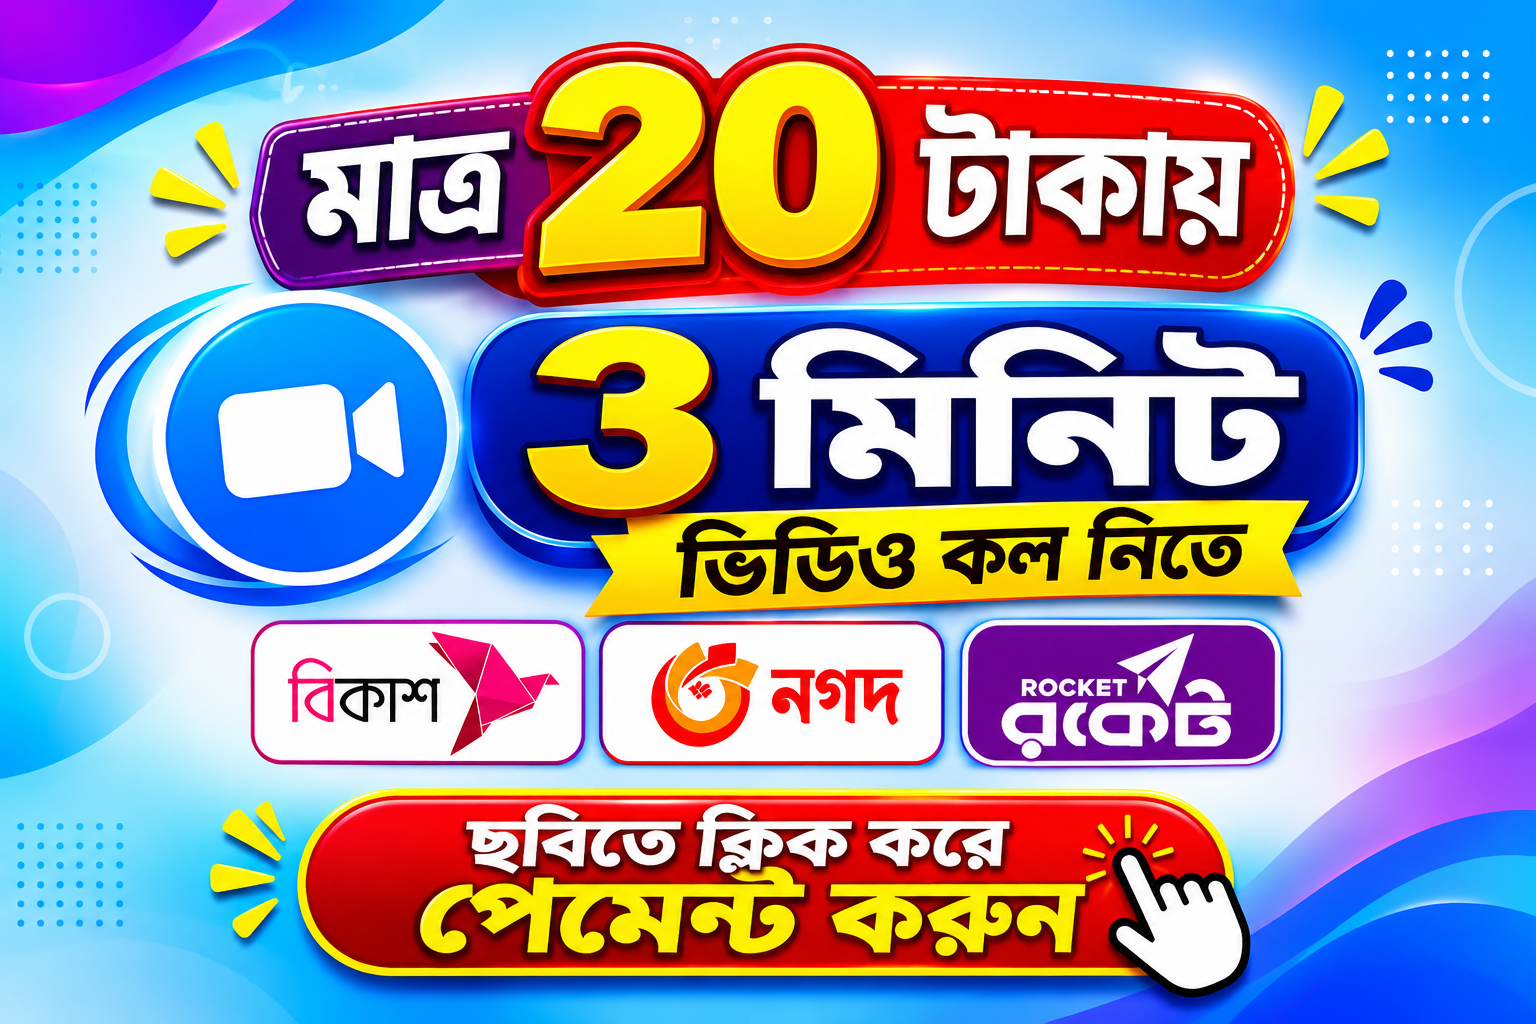 মাত্র 20 টাকায়
3 মিনিট
ভিডিও কল নিতে
বিকাশ
নগদ
ROCKET
রকেট
ছবিতে ক্লিক করে
পেমেন্ট করুন